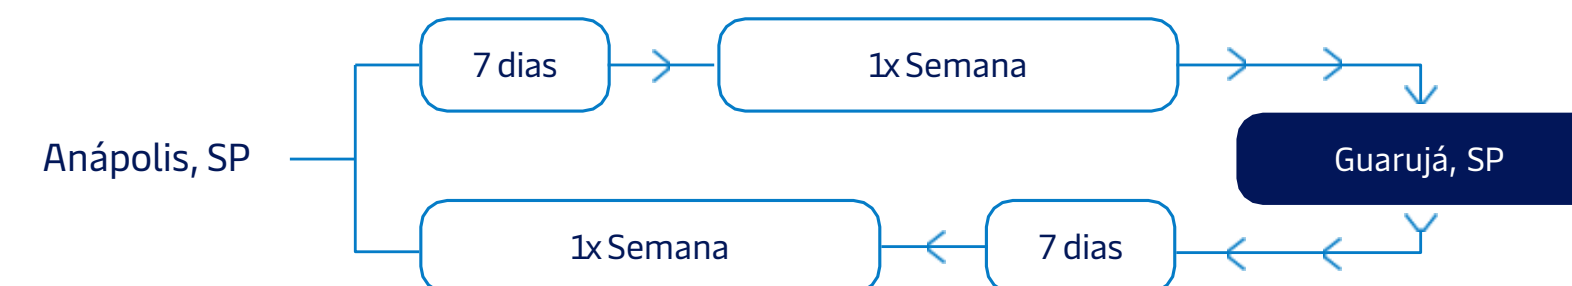 7 dias
1x Semana
Anápolis, SP
Guarujá, SP
1x Semana
7 dias